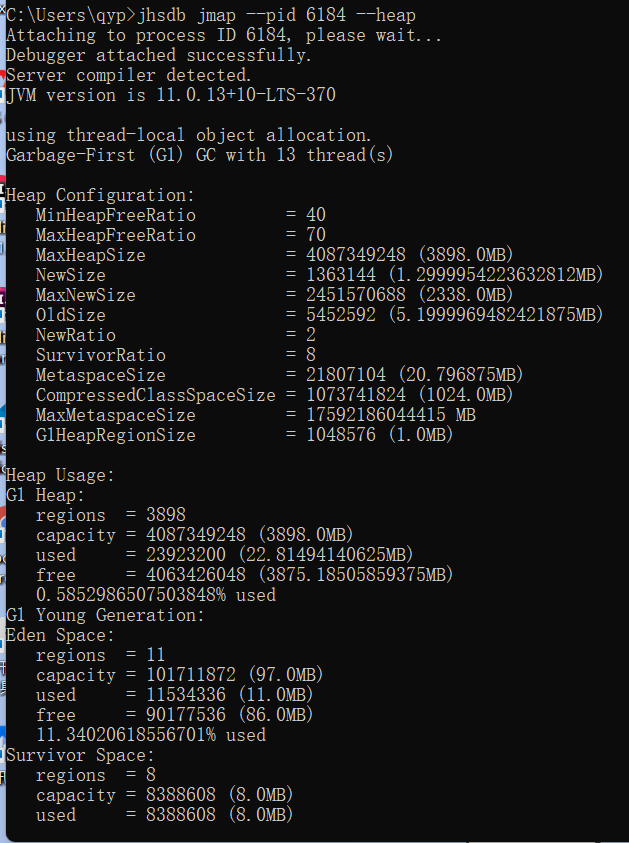 C:\Users\qyp>jhsdb jmap --pid 6184 --heap
Attaching to process ID 6184, please wait...
Debugger attached successfully.
Server compiler detected.
JVM version is 11.0.13+10-LTS-370

using thread-local object allocation.
Garbage-First (G1) GC with 13 thread(s)

Heap Configuration:
   MinHeapFreeRatio         = 40
   MaxHeapFreeRatio         = 70
   MaxHeapSize              = 4087349248 (3898.0MB)
   NewSize                  = 1363144 (1.2999954223632812MB)
   MaxNewSize               = 2451570688 (2338.0MB)
   OldSize                  = 5452592 (5.1999969482421875MB)
   NewRatio                 = 2
   SurvivorRatio            = 8
   MetaspaceSize            = 21807104 (20.796875MB)
   CompressedClassSpaceSize = 1073741824 (1024.0MB)
   MaxMetaspaceSize         = 17592186044415 MB
   G1HeapRegionSize         = 1048576 (1.0MB)

Heap Usage:
G1 Heap:
   regions  = 3898
   capacity = 4087349248 (3898.0MB)
   used     = 23923200 (22.81494140625MB)
   free     = 4063426048 (3875.18505859375MB)
   0.5852986507503848% used
G1 Young Generation:
Eden Space:
   regions  = 11
   capacity = 101711872 (97.0MB)
   used     = 11534336 (11.0MB)
   free     = 90177536 (86.0MB)
   11.34020618556701% used
Survivor Space:
   regions  = 8
   capacity = 8388608 (8.0MB)
   used     = 8388608 (8.0MB)